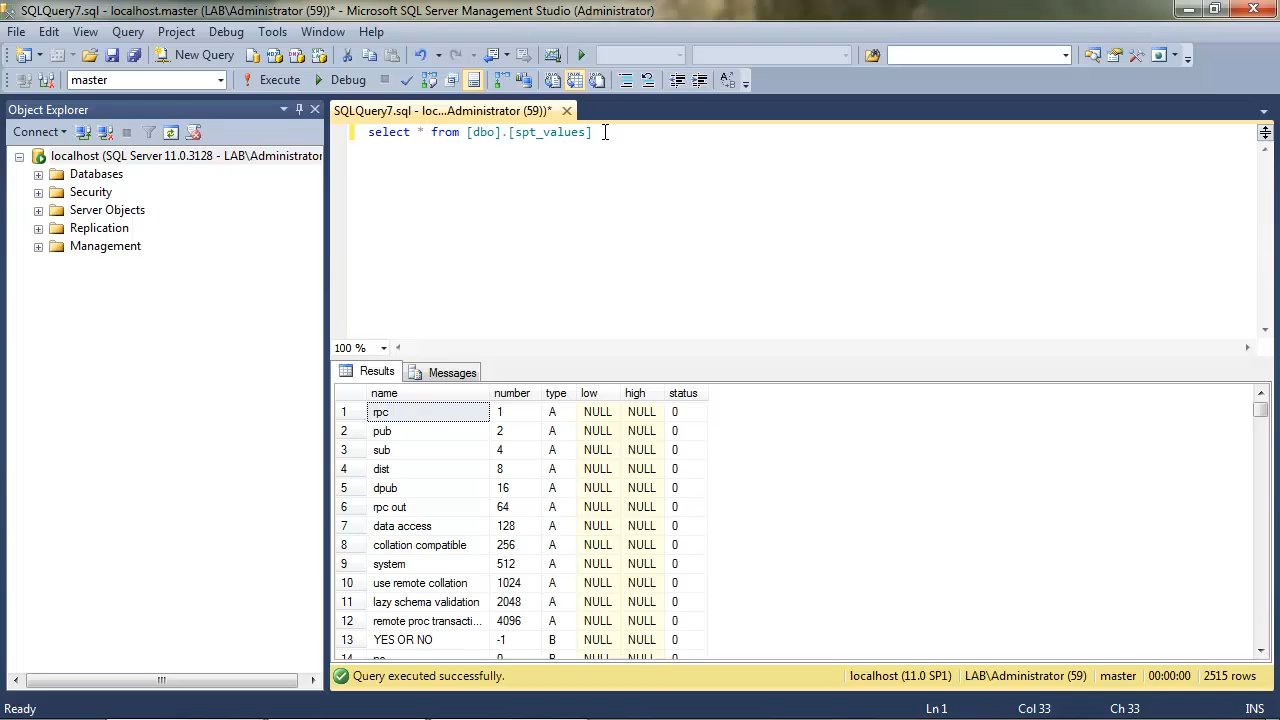 SQLQuery7.sql - localhost.master (LAB\Administrator (59))* - Microsoft SQL Server Management Studio (Administrator)
File Edit View Query Project Debug Tools Window Help
New Query
master Execute Debug
Object Explorer
SQLQuery7.sql - loc...Administrator (59))*
Connect
select * from [dbo].[spt_values]
localhost (SQL Server 11.0.3128 - LAB\Administrator
Databases
Security
Server Objects
Replication
Management
100 %
Results Messages
name number type low high status
1 rpc 1 A NULL NULL 0
2 pub 2 A NULL NULL 0
3 sub 4 A NULL NULL 0
4 dist 8 A NULL NULL 0
5 dpub 16 A NULL NULL 0
6 rpc out 64 A NULL NULL 0
7 data access 128 A NULL NULL 0
8 collation compatible 256 A NULL NULL 0
9 system 512 A NULL NULL 0
10 use remote collation 1024 A NULL NULL 0
11 lazy schema validation 2048 A NULL NULL 0
12 remote proc transacti... 4096 A NULL NULL 0
13 YES OR NO -1 B NULL NULL 0
Query executed successfully. localhost (11.0 SP1) LAB\Administrator (59) master 00:00:00 2515 rows
Ready Ln 1 Col 33 Ch 33 INS